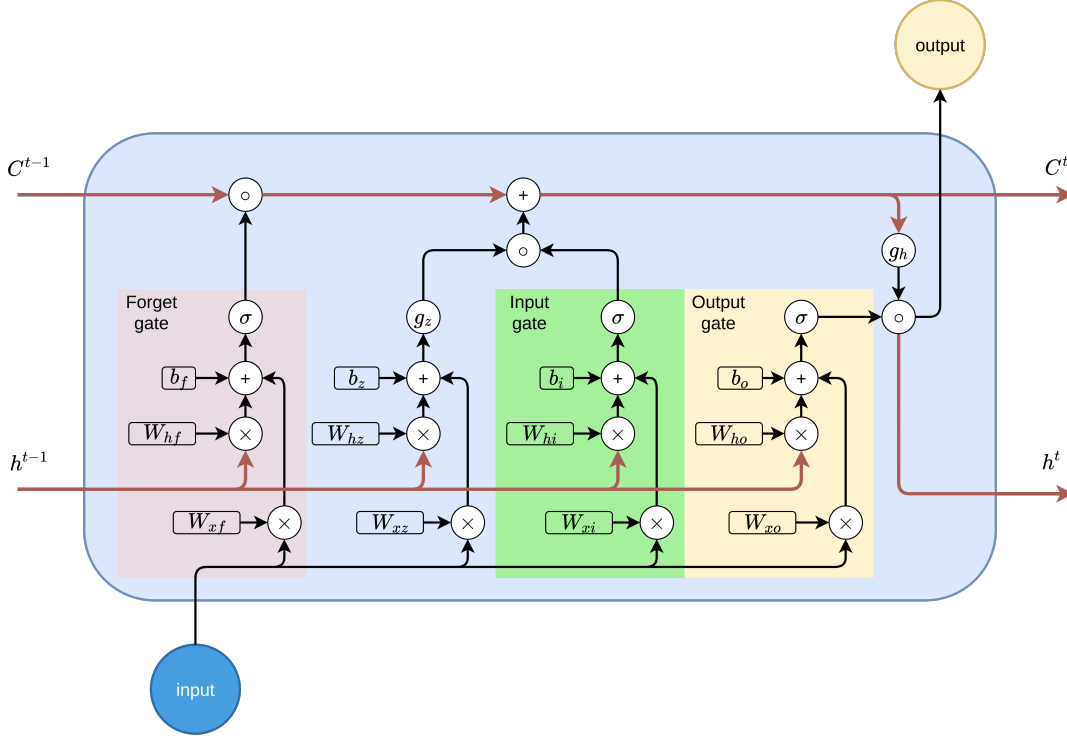 output
C^{t-1}
C^t
∘
+
∘
g_h
Forget
gate
Input
gate
Output
gate
σ
g_z
σ
σ
∘
b_f
+
b_z
+
b_i
+
b_o
+
W_{hf}
×
W_{hz}
×
W_{hi}
×
W_{ho}
×
h^{t-1}
h^t
W_{xf}
×
W_{xz}
×
W_{xi}
×
W_{xo}
×
input